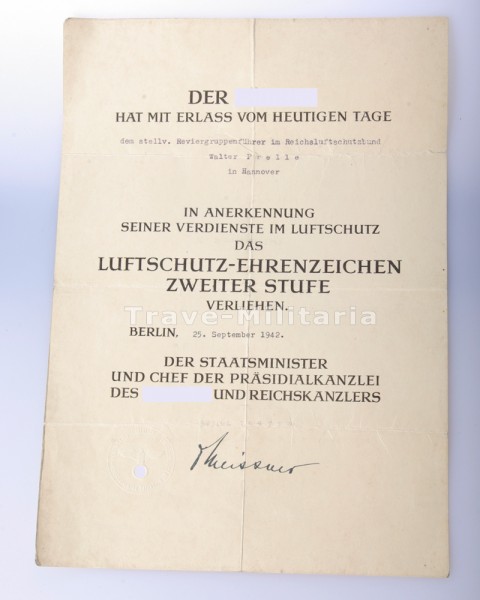 DER
HAT MIT ERLASS VOM HEUTIGEN TAGE
dem stellv. Reviergruppenführer im Reichsluftschutzbund
Walter Prelle
in Hannover
IN ANERKENNUNG
SEINER VERDIENSTE IM LUFTSCHUTZ
DAS
LUFTSCHUTZ-EHRENZEICHEN
ZWEITER STUFE
VERLIEHEN.
Trave-Militaria
BERLIN, 25. September 1942.
DER STAATSMINISTER
UND CHEF DER PRÄSIDIALKANZLEI
DES UND REICHSKANZLERS
Meissner